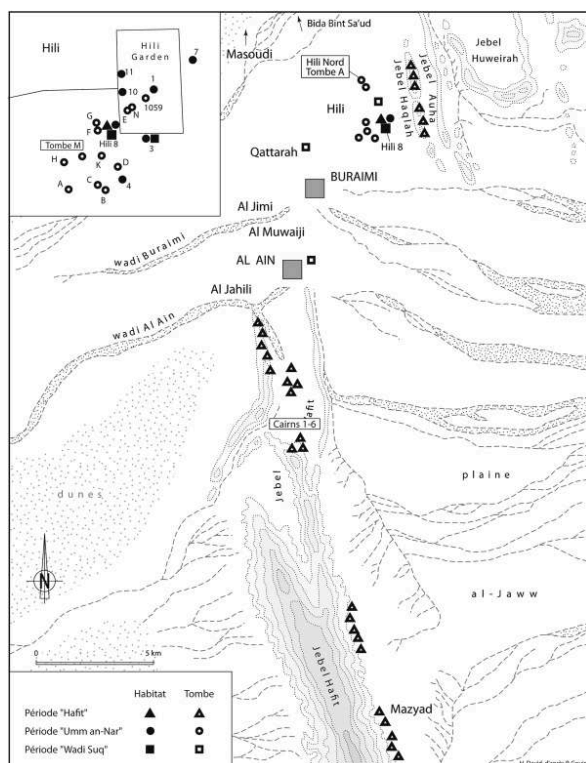 Hili
Hili
Garden
7
11
1
10
1059
N
E
G
F
Hili 8
3
Tombe M
H
K
D
A
C
B
4
Bida Bint Sa'ud
Masoudi
Hili Nord
Tombe A
Hili
Hili 8
Jebel Haqlah
Jebel Auha
Jebel
Huweirah
Qattarah
BURAIMI
Al Jimi
Al Muwaiji
wadi Buraimi
AL AIN
Al Jahili
wadi Al Ain
Hafit
Cairns 1-6
Jebel
dunes
plaine
al-Jaww
N
0
5 km
Jebel Hafit
Mazyad
Habitat
Tombe
Période "Hafit"
Période "Umm an-Nar"
Période "Wadi Suq"